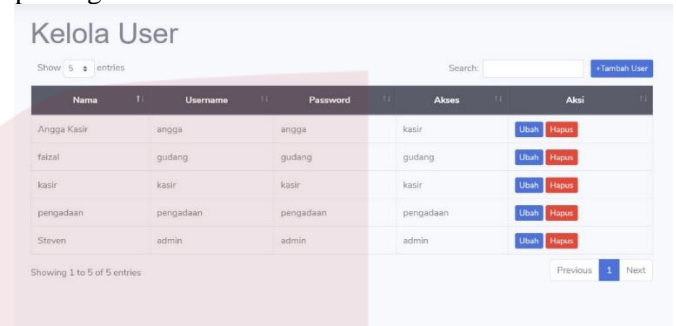 Kelola User
Show 5 entries Search: +Tambah User
Nama Username Password Akses Aksi
Angga Kasir angga angga kasir Ubah Hapus
faizal gudang gudang gudang Ubah Hapus
kasir kasir kasir kasir Ubah Hapus
pengadaan pengadaan pengadaan pengadaan Ubah Hapus
Steven admin admin admin Ubah Hapus
Showing 1 to 5 of 5 entries Previous 1 Next